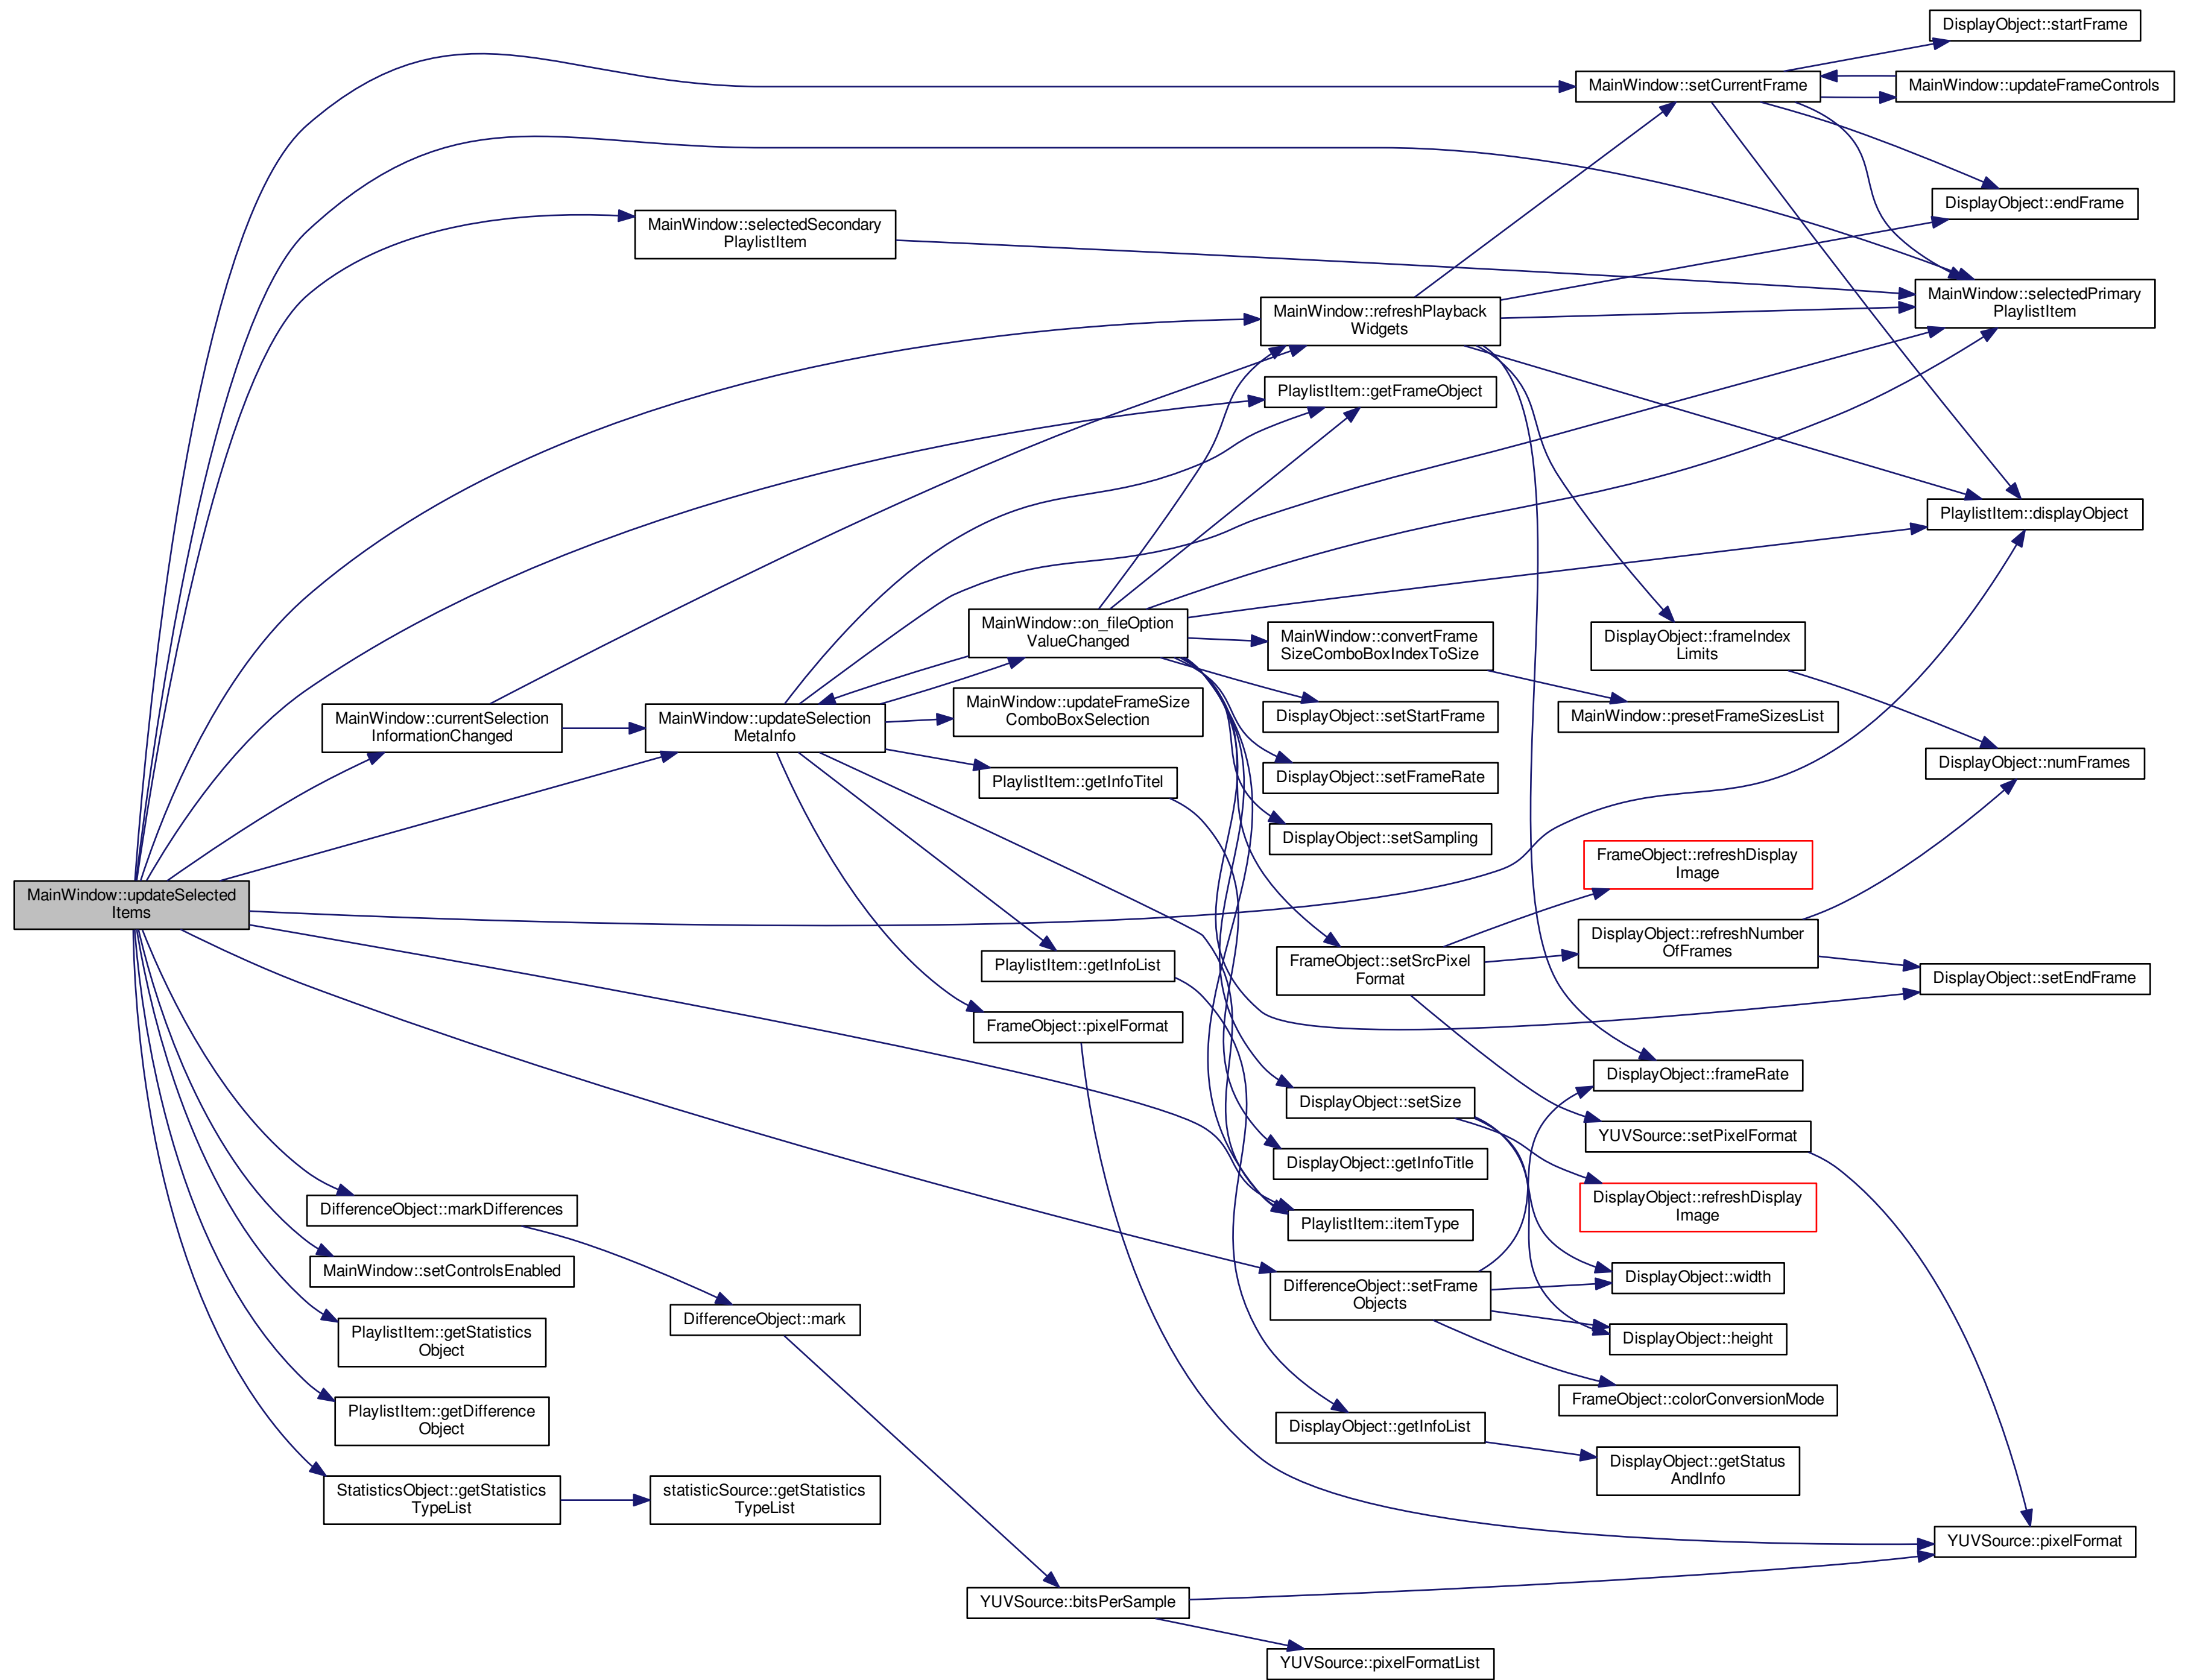 DisplayObject::startFrame
MainWindow::setCurrentFrame
MainWindow::updateFrameControls
DisplayObject::endFrame
MainWindow::selectedSecondary
PlaylistItem
MainWindow::selectedPrimary
PlaylistItem
MainWindow::refreshPlayback
Widgets
PlaylistItem::getFrameObject
PlaylistItem::displayObject
MainWindow::on_fileOption
ValueChanged
MainWindow::convertFrame
SizeComboBoxIndexToSize
DisplayObject::frameIndex
Limits
MainWindow::currentSelection
InformationChanged
MainWindow::updateSelection
MetaInfo
MainWindow::updateFrameSize
ComboBoxSelection
DisplayObject::setStartFrame
MainWindow::presetFrameSizesList
DisplayObject::setFrameRate
DisplayObject::numFrames
PlaylistItem::getInfoTitel
DisplayObject::setSampling
FrameObject::refreshDisplay
Image
MainWindow::updateSelected
Items
DisplayObject::refreshNumber
OfFrames
PlaylistItem::getInfoList
FrameObject::setSrcPixel
Format
DisplayObject::setEndFrame
FrameObject::pixelFormat
DisplayObject::frameRate
DisplayObject::setSize
YUVSource::setPixelFormat
DisplayObject::getInfoTitle
DifferenceObject::markDifferences
DisplayObject::refreshDisplay
Image
PlaylistItem::itemType
MainWindow::setControlsEnabled
DifferenceObject::setFrame
Objects
DisplayObject::width
DifferenceObject::mark
PlaylistItem::getStatistics
Object
DisplayObject::height
FrameObject::colorConversionMode
PlaylistItem::getDifference
Object
DisplayObject::getInfoList
DisplayObject::getStatus
AndInfo
StatisticsObject::getStatistics
TypeList
statisticSource::getStatistics
TypeList
YUVSource::pixelFormat
YUVSource::bitsPerSample
YUVSource::pixelFormatList